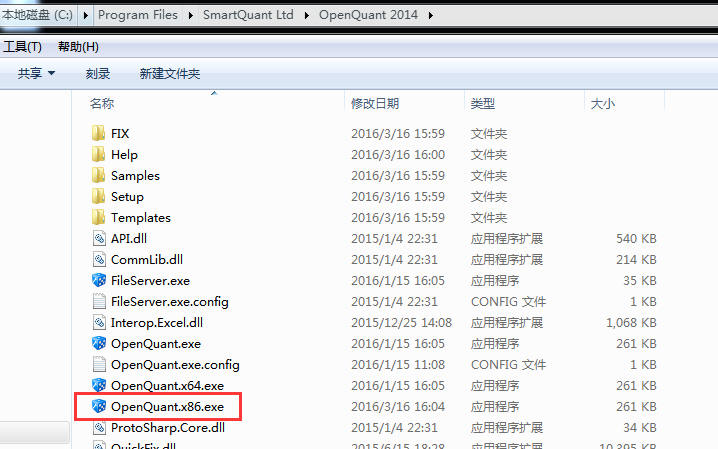 本地磁盘 (C:) ▸ Program Files ▸ SmartQuant Ltd ▸ OpenQuant 2014 ▸
工具(T) 帮助(H)
共享 ▼ 刻录 新建文件夹
名称 修改日期 类型 大小
FIX 2016/3/16 15:59 文件夹
Help 2016/3/16 16:00 文件夹
Samples 2016/3/16 15:59 文件夹
Setup 2016/3/16 15:59 文件夹
Templates 2016/3/16 15:59 文件夹
API.dll 2015/1/4 22:31 应用程序扩展 540 KB
CommLib.dll 2015/1/4 22:31 应用程序扩展 214 KB
FileServer.exe 2016/1/15 16:05 应用程序 35 KB
FileServer.exe.config 2015/1/4 22:31 CONFIG 文件 1 KB
Interop.Excel.dll 2015/12/25 14:08 应用程序扩展 1,068 KB
OpenQuant.exe 2016/1/15 16:05 应用程序 261 KB
OpenQuant.exe.config 2016/1/15 11:08 CONFIG 文件 1 KB
OpenQuant.x64.exe 2016/1/15 16:05 应用程序 261 KB
OpenQuant.x86.exe 2016/3/16 16:04 应用程序 261 KB
ProtoSharp.Core.dll 2015/1/4 22:31 应用程序扩展 34 KB
QuickFix.dll 2015/6/15 18:28 应用程序扩展 10,395 KB